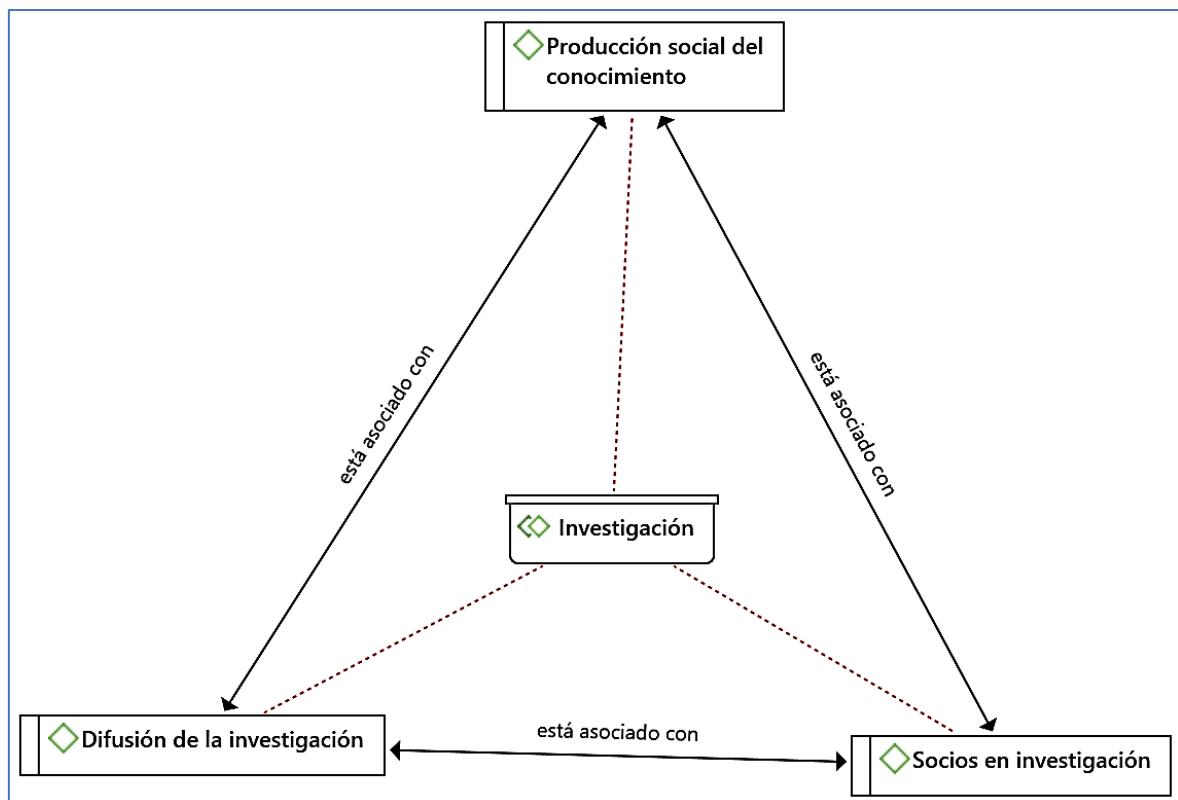 Producción social del
conocimiento
está asociado con
está asociado con
Investigación
Difusión de la investigación
está asociado con
Socios en investigación